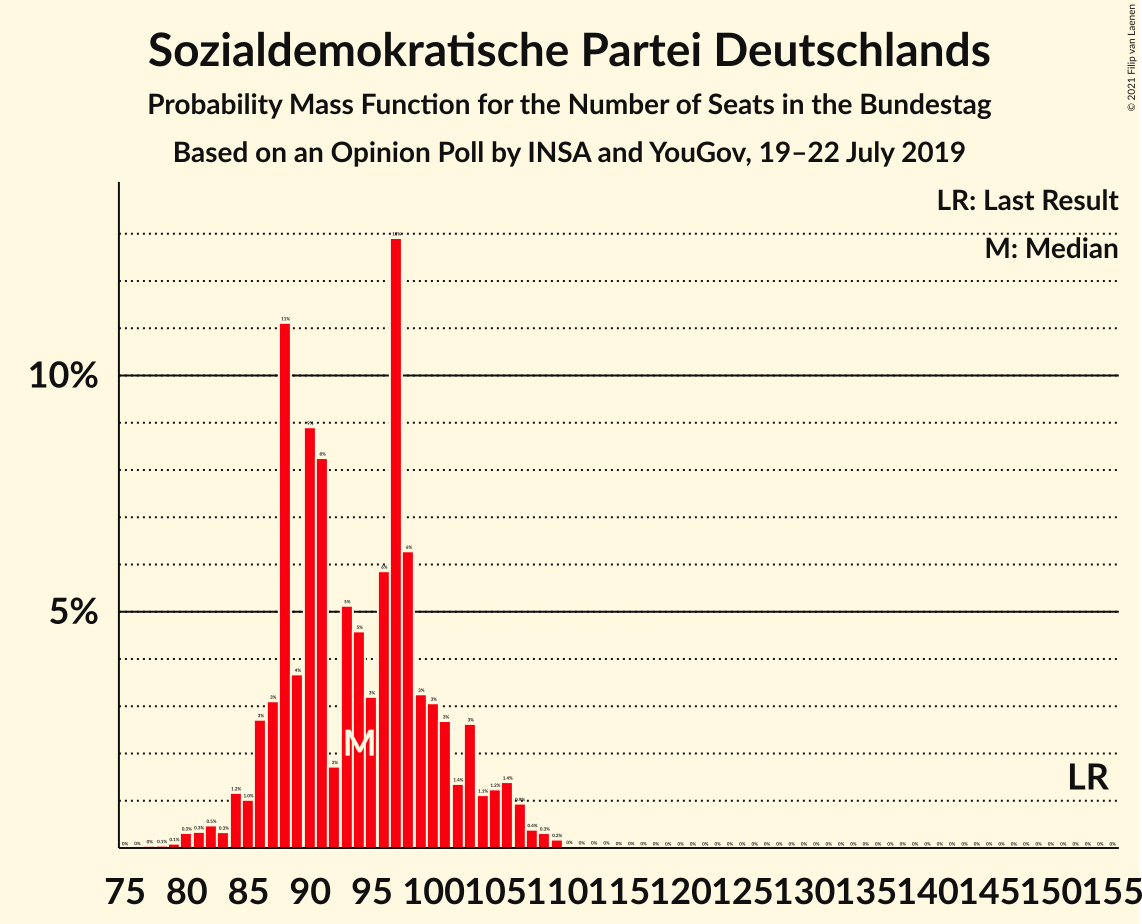 Sozialdemokratische Partei Deutschlands
Probability Mass Function for the Number of Seats in the Bundestag
Based on an Opinion Poll by INSA and YouGov, 19–22 July 2019
© 2021 Filip van Laenen
LR: Last Result
M: Median
10%
5%
M
LR
75 80 85 90 95 100 105 110 115 120 125 130 135 140 145 150 155